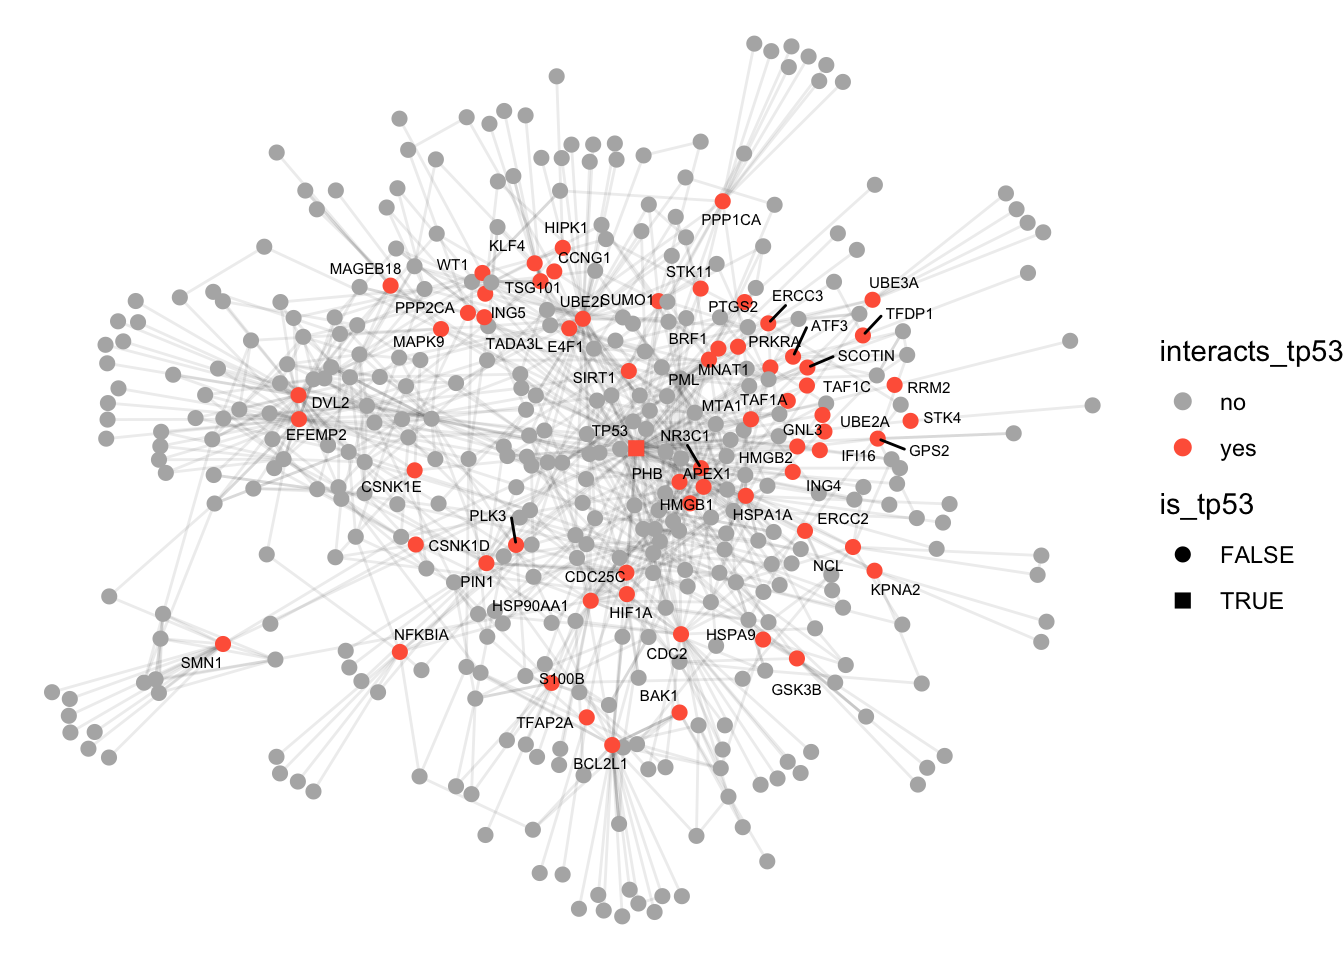 PPP1CA
HIPK1
KLF4
CCNG1
WT1
MAGEB18
STK11
TSG101
UBE3A
ERCC3
UBE2I
SUMO1
PTGS2
PPP2CA
ING5
TFDP1
ATF3
MAPK9
TADA3L
E4F1
BRF1
PRKRA
SCOTIN
interacts_tp53
MNAT1
SIRT1
PML
TAF1C
RRM2
no
DVL2
MTA1
TAF1A
STK4
UBE2A
EFEMP2
TP53
NR3C1
GNL3
yes
GPS2
HMGB2
IFI16
PHB
APEX1
CSNK1E
ING4
is_tp53
HMGB1
HSPA1A
PLK3
ERCC2
CSNK1D
FALSE
NCL
PIN1
CDC25C
KPNA2
TRUE
HSP90AA1
HIF1A
NFKBIA
HSPA9
SMN1
CDC2
S100B
GSK3B
BAK1
TFAP2A
BCL2L1